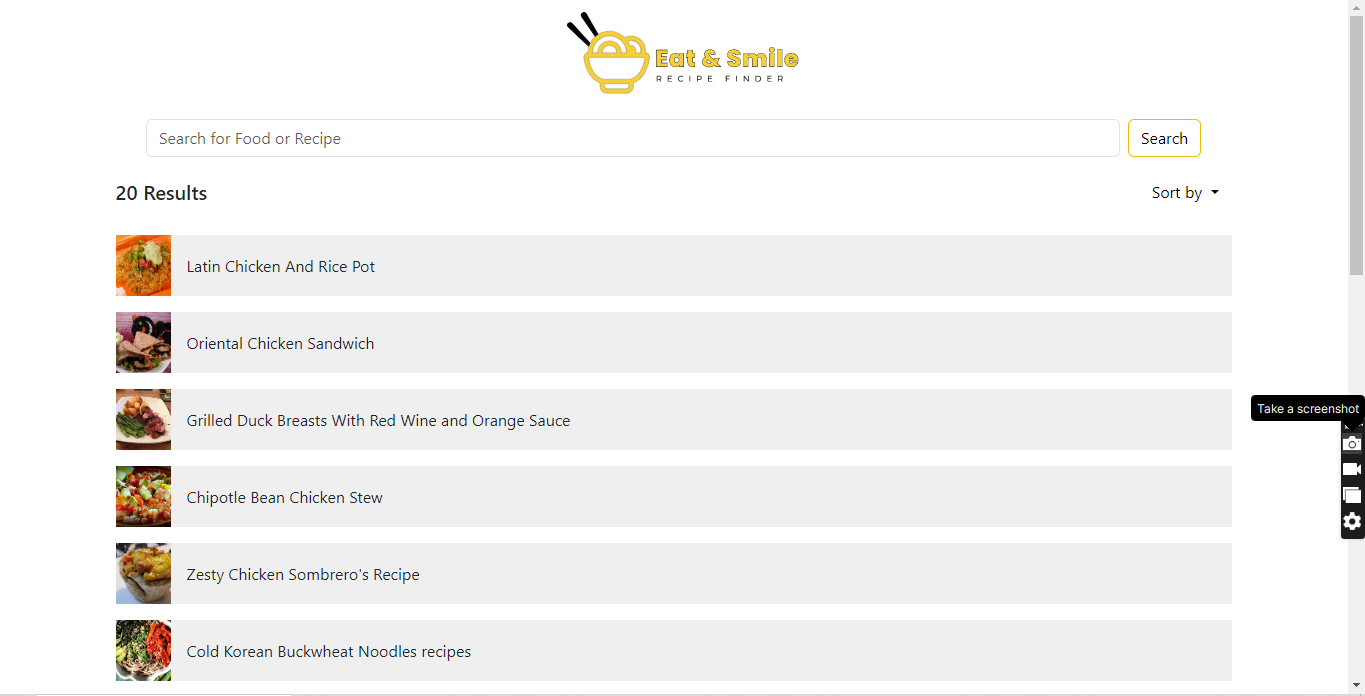 Eat & Smile
RECIPE FINDER
Search for Food or Recipe
Search
20 Results
Sort by
Latin Chicken And Rice Pot
Oriental Chicken Sandwich
Grilled Duck Breasts With Red Wine and Orange Sauce
Take a screenshot
Chipotle Bean Chicken Stew
Zesty Chicken Sombrero's Recipe
Cold Korean Buckwheat Noodles recipes